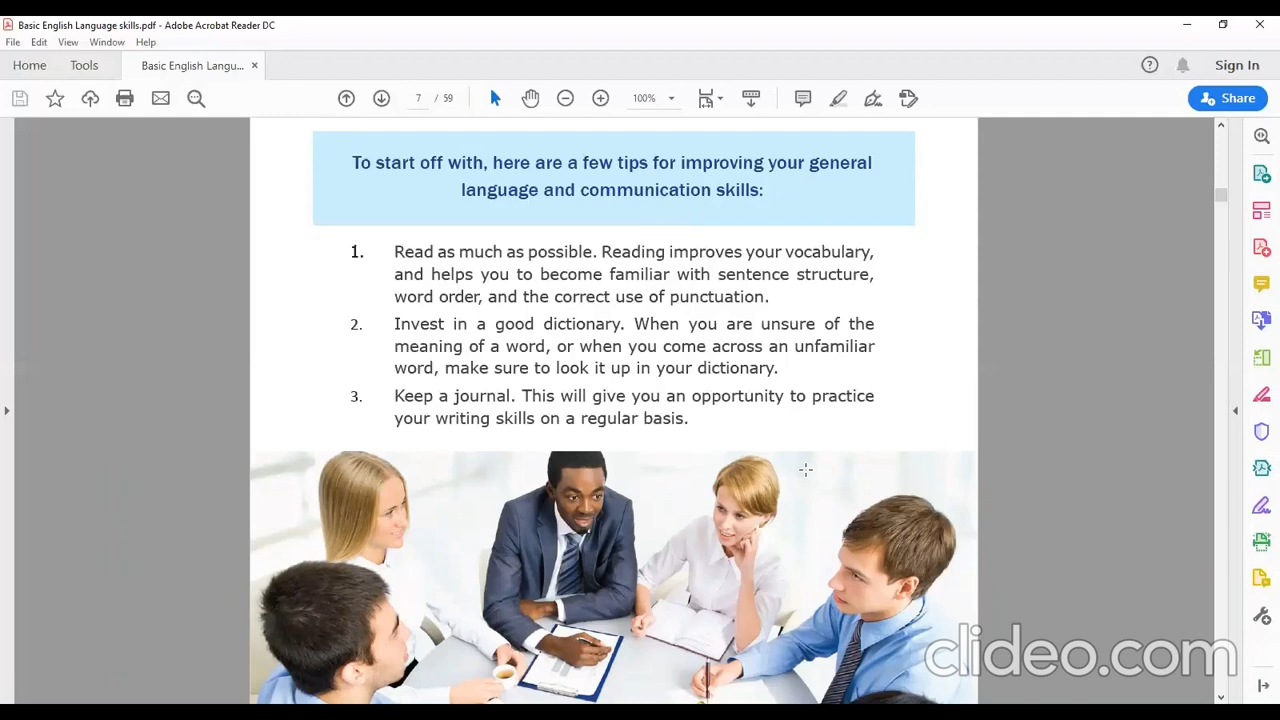 Basic English Language skills.pdf - Adobe Acrobat Reader DC
File Edit View Window Help
Home Tools Basic English Langu... × Sign In
7 / 59 100% Share
To start off with, here are a few tips for improving your general
language and communication skills:
1. Read as much as possible. Reading improves your vocabulary,
and helps you to become familiar with sentence structure,
word order, and the correct use of punctuation.
2. Invest in a good dictionary. When you are unsure of the
meaning of a word, or when you come across an unfamiliar
word, make sure to look it up in your dictionary.
3. Keep a journal. This will give you an opportunity to practice
your writing skills on a regular basis.
clideo.com